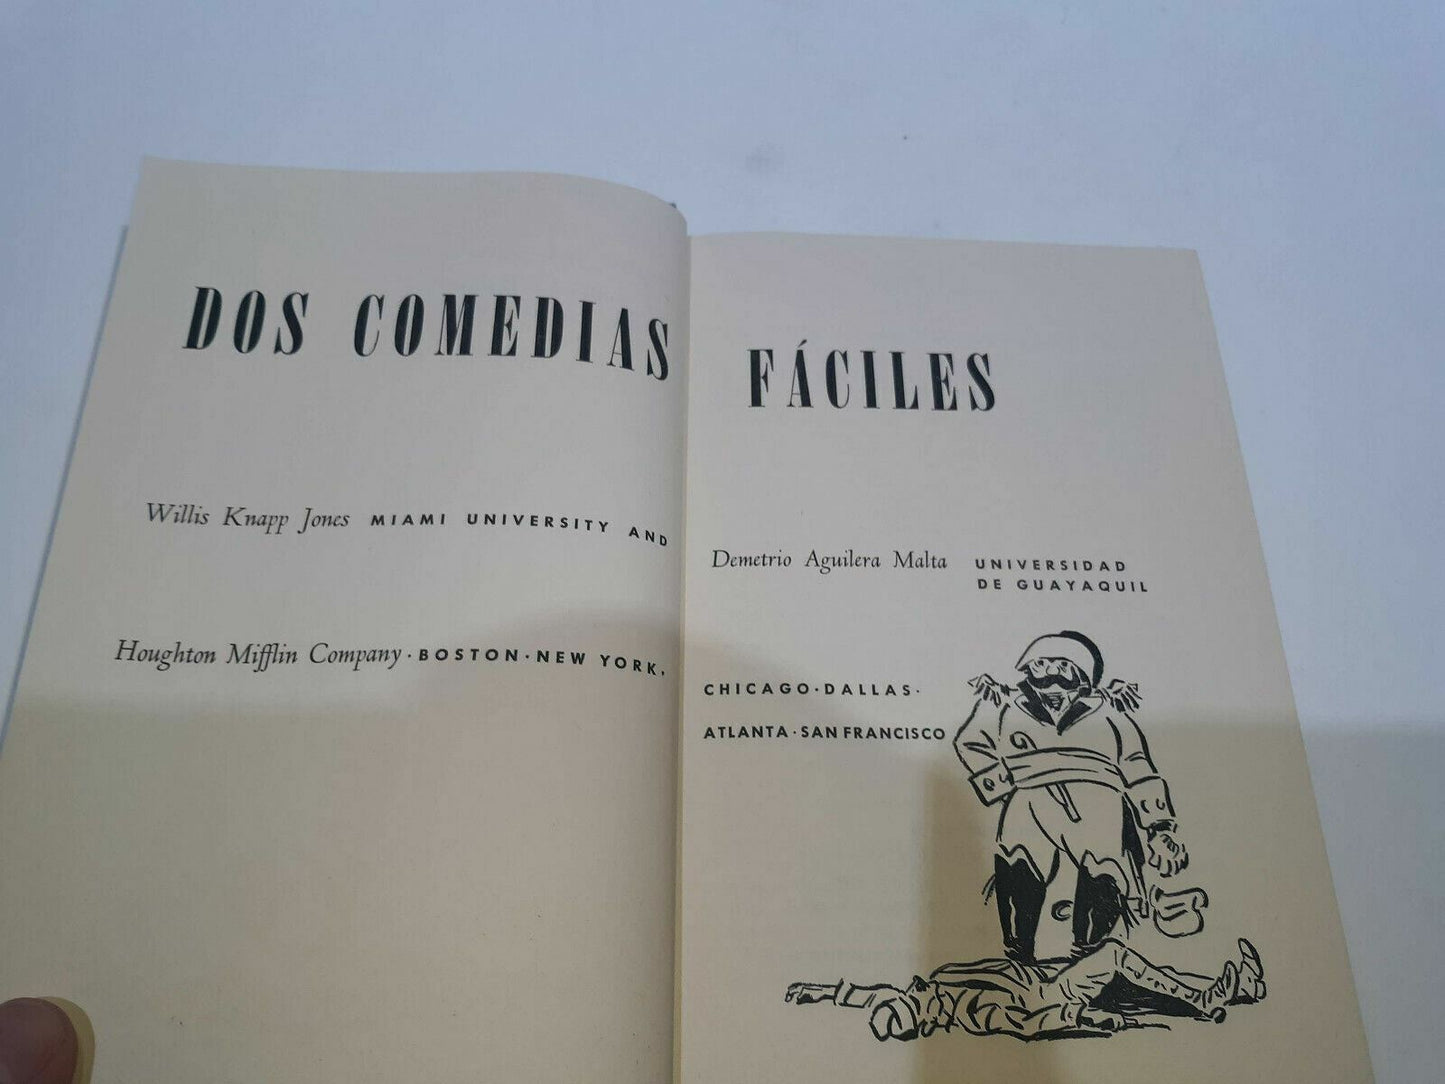 DOS COMEDIAS FÁCILES
Willis Knapp Jones MIAMI UNIVERSITY AND
Demetrio Aguilera Malta UNIVERSIDAD
DE GUAYAQUIL
Houghton Mifflin Company · BOSTON · NEW YORK,
CHICAGO · DALLAS ·
ATLANTA · SAN FRANCISCO